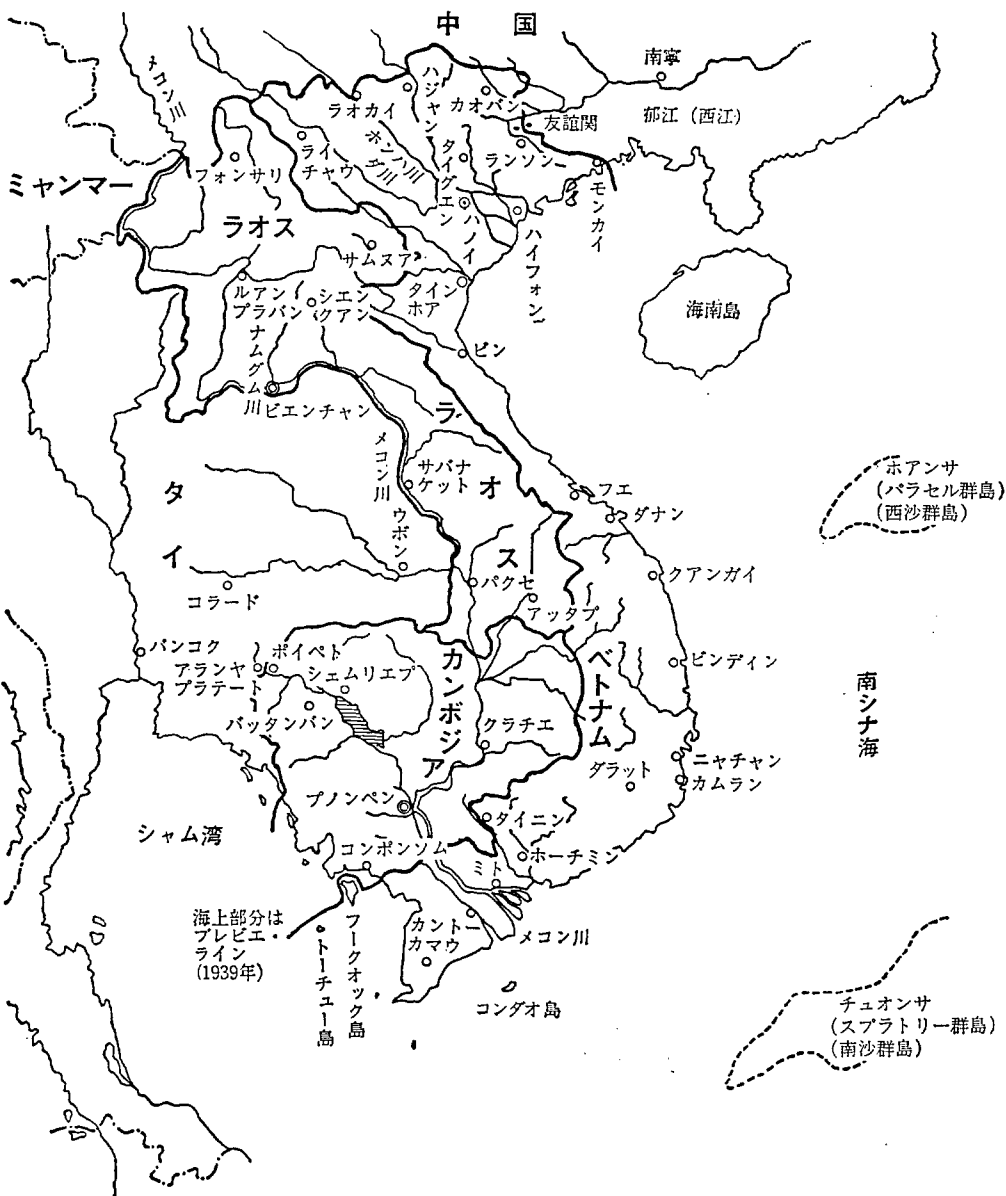 中国
南寧
メコン川
ハジャン
ラオカイ
カオバン
郁江（西江）
友誼関
ホンハ川
ライ
チャウ
タイグエン
ランソン
フォンサリ
ミャンマー
モンカイ
ラオス
ハノイ
ハイフォン
サムヌア
タイン
ホア
ルアン
プラバン
シエン
クアン
海南島
ナムグム川
ビン
ビエンチャン
ラオス
メコン川
サバナ
ケット
ホアンサ
(パラセル群島)
(西沙群島)
タイ
フエ
ダナン
ウボン
パクセ
クアンガイ
コラード
アッタプ
バンコク
ポイペト
アランヤ
プラテート
シェムリエプ
カンボジア
ベトナム
ビンディン
南シナ海
バッタンバン
クラチエ
ニャチャン
ダラット
カムラン
プノンペン
タイニン
シャム湾
コンポンソム
ホーチミン
ミト
海上部分は
ブレビエ・
ライン
(1939年)
カントー
カマウ
メコン川
フークオック島
トーチュー島
コンダオ島
チュオンサ
(スプラトリー群島)
(南沙群島)